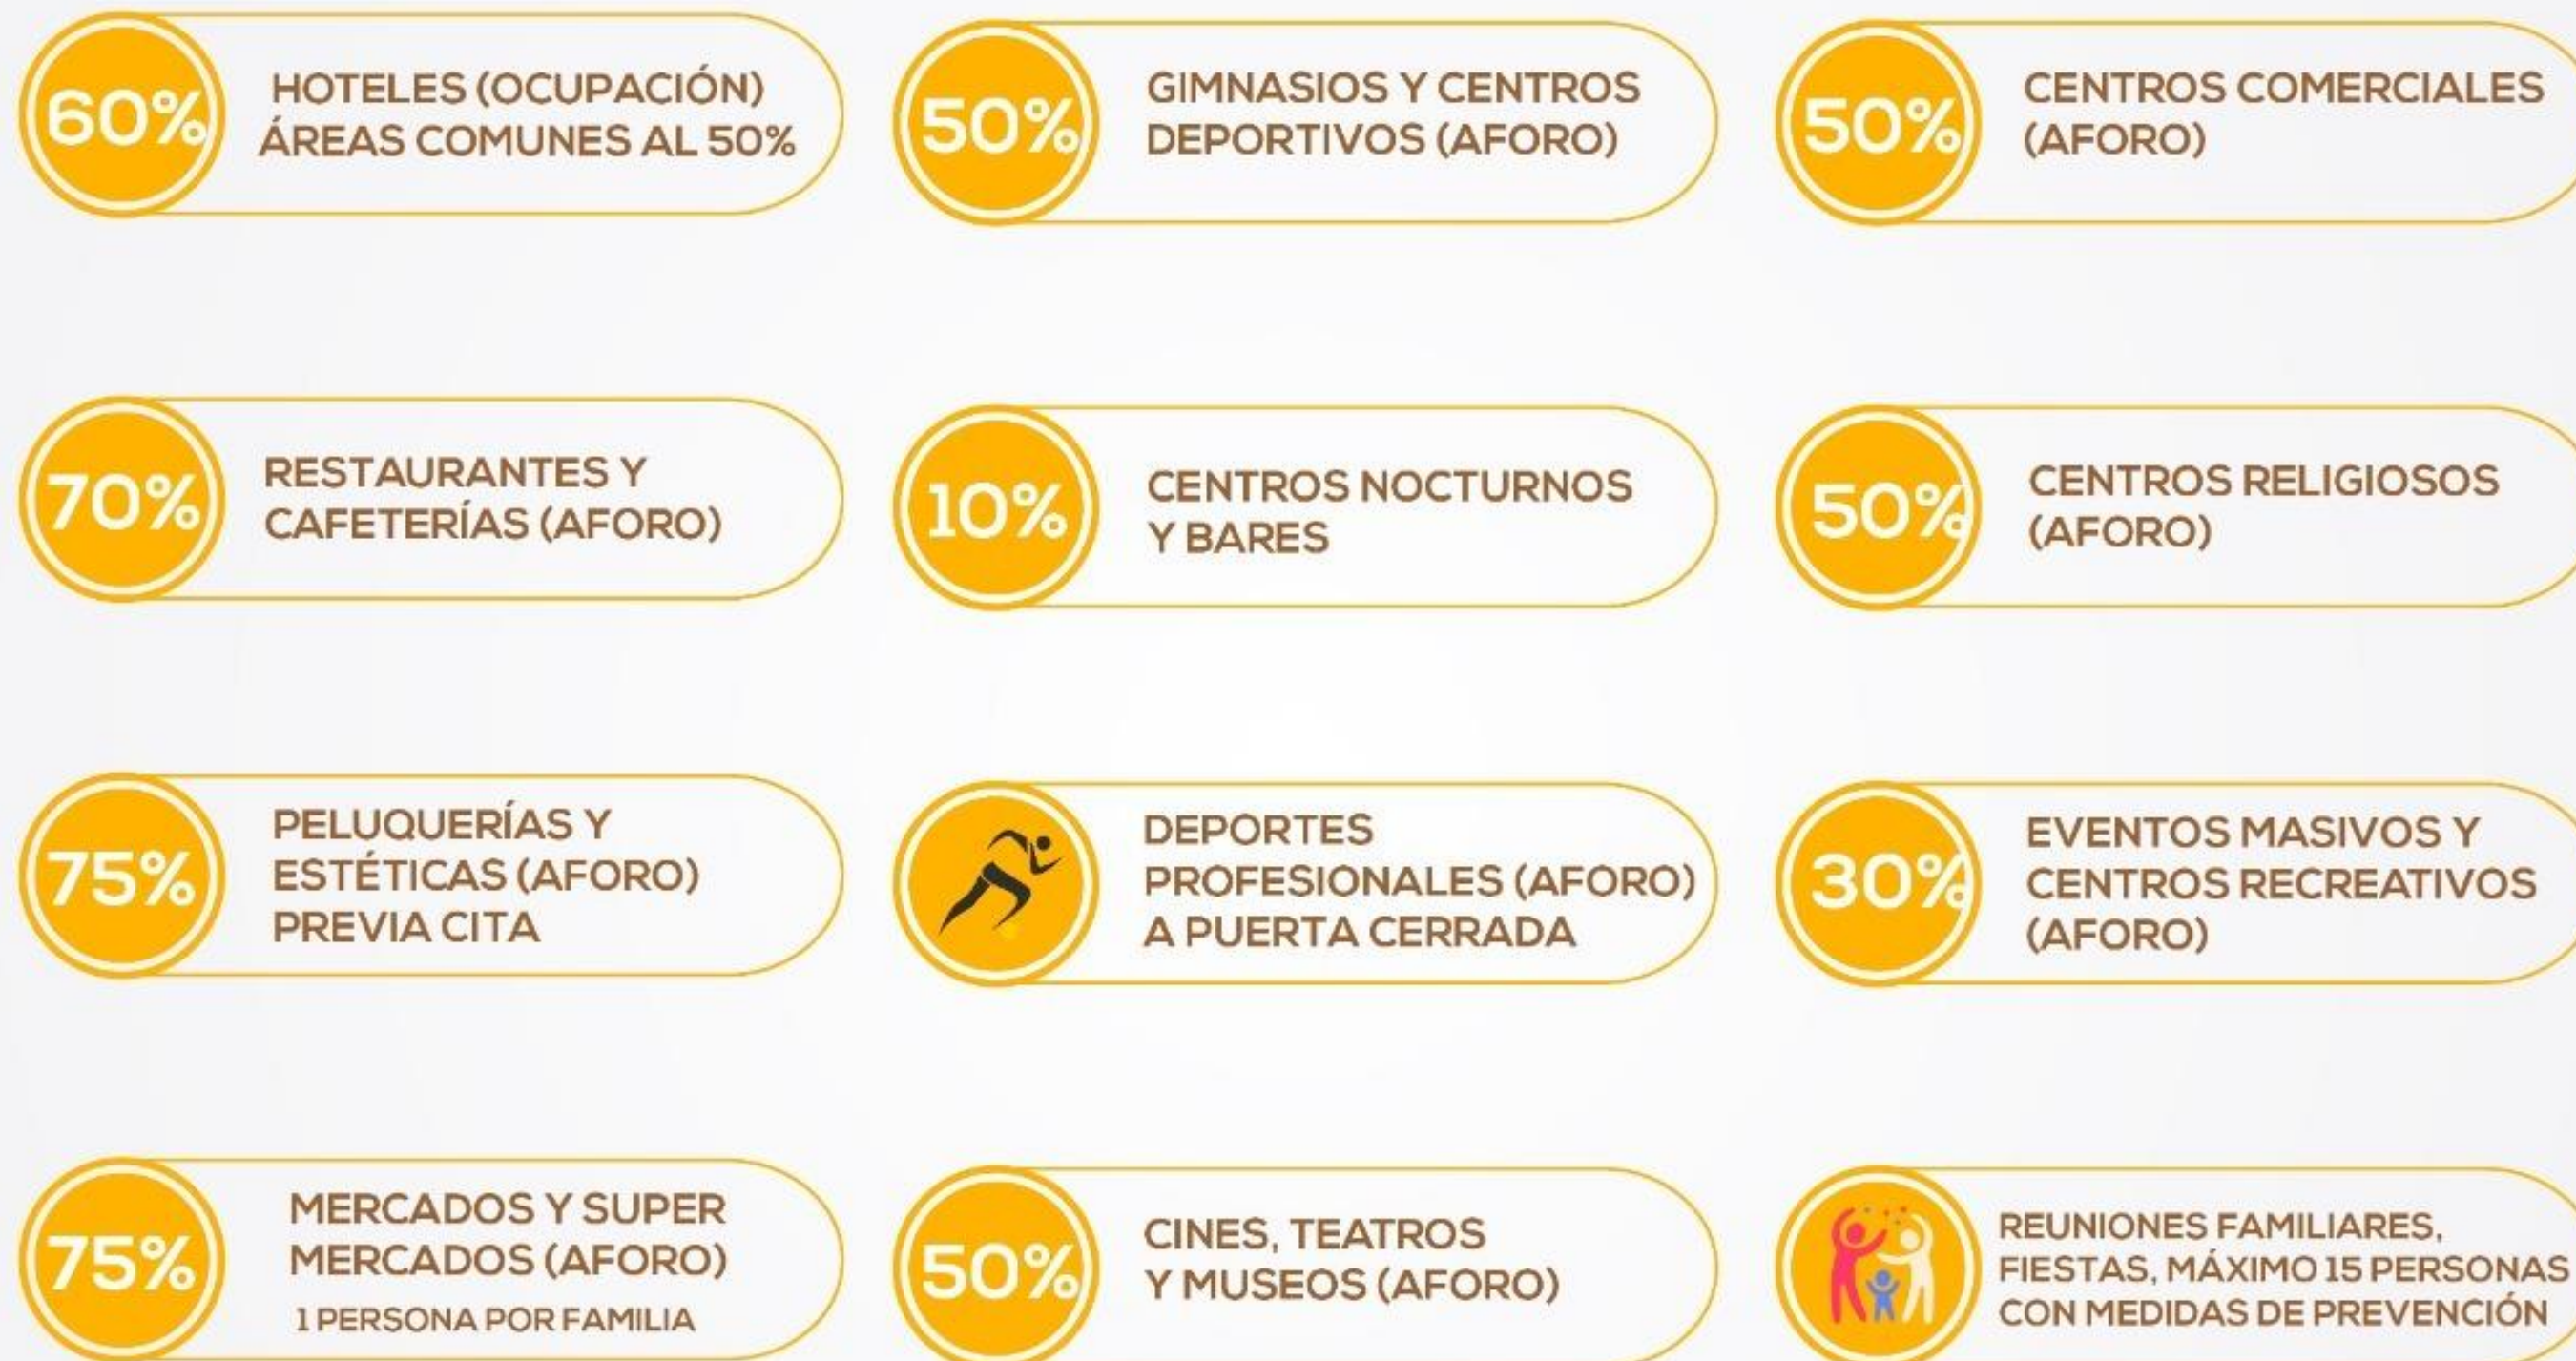 60%
HOTELES (OCUPACIÓN)
ÁREAS COMUNES AL 50%
50%
GIMNASIOS Y CENTROS
DEPORTIVOS (AFORO)
50%
CENTROS COMERCIALES
(AFORO)
70%
RESTAURANTES Y
CAFETERÍAS (AFORO)
10%
CENTROS NOCTURNOS
Y BARES
50%
CENTROS RELIGIOSOS
(AFORO)
75%
PELUQUERÍAS Y
ESTÉTICAS (AFORO)
PREVIA CITA
DEPORTES
PROFESIONALES (AFORO)
A PUERTA CERRADA
30%
EVENTOS MASIVOS Y
CENTROS RECREATIVOS
(AFORO)
75%
MERCADOS Y SUPER
MERCADOS (AFORO)
1 PERSONA POR FAMILIA
50%
CINES, TEATROS
Y MUSEOS (AFORO)
REUNIONES FAMILIARES,
FIESTAS, MÁXIMO 15 PERSONAS
CON MEDIDAS DE PREVENCIÓN